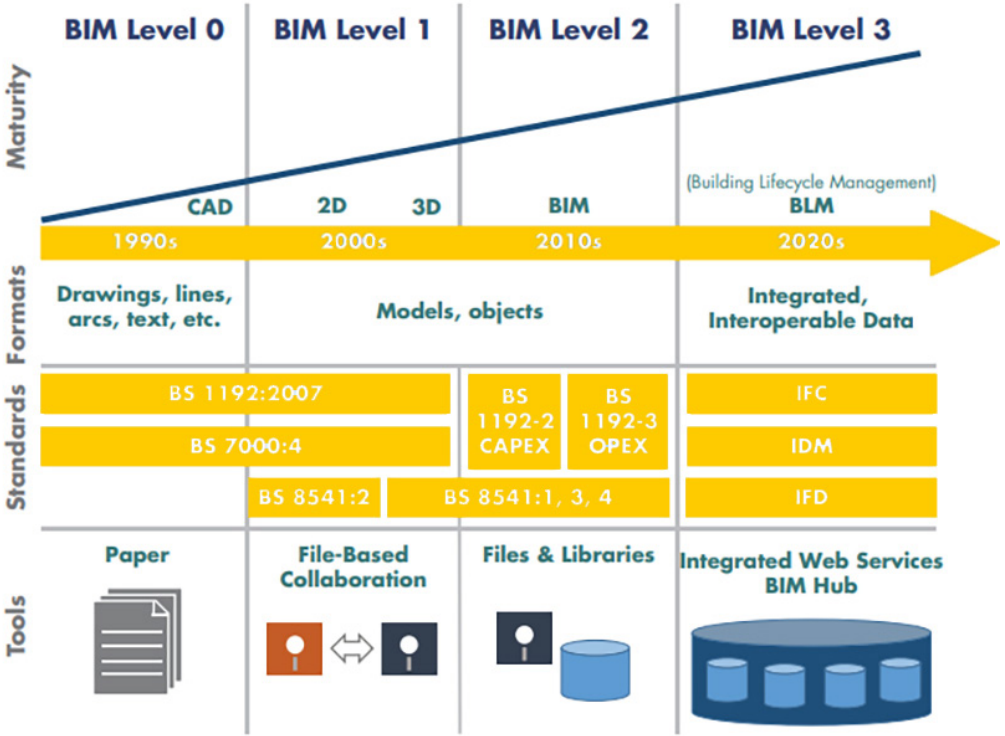 BIM Level 0
BIM Level 1
BIM Level 2
BIM Level 3
Maturity
(Building Lifecycle Management)
CAD
2D
3D
BIM
BLM
1990s
2000s
2010s
2020s
Formats
Drawings, lines,
arcs, text, etc.
Models, objects
Integrated,
Interoperable Data
Standards
BS 1192:2007
BS 7000:4
BS 8541:2
BS
1192-2
CAPEX
BS
1192-3
OPEX
BS 8541:1, 3, 4
IFC
IDM
IFD
Tools
Paper
File-Based
Collaboration
Files & Libraries
Integrated Web Services
BIM Hub